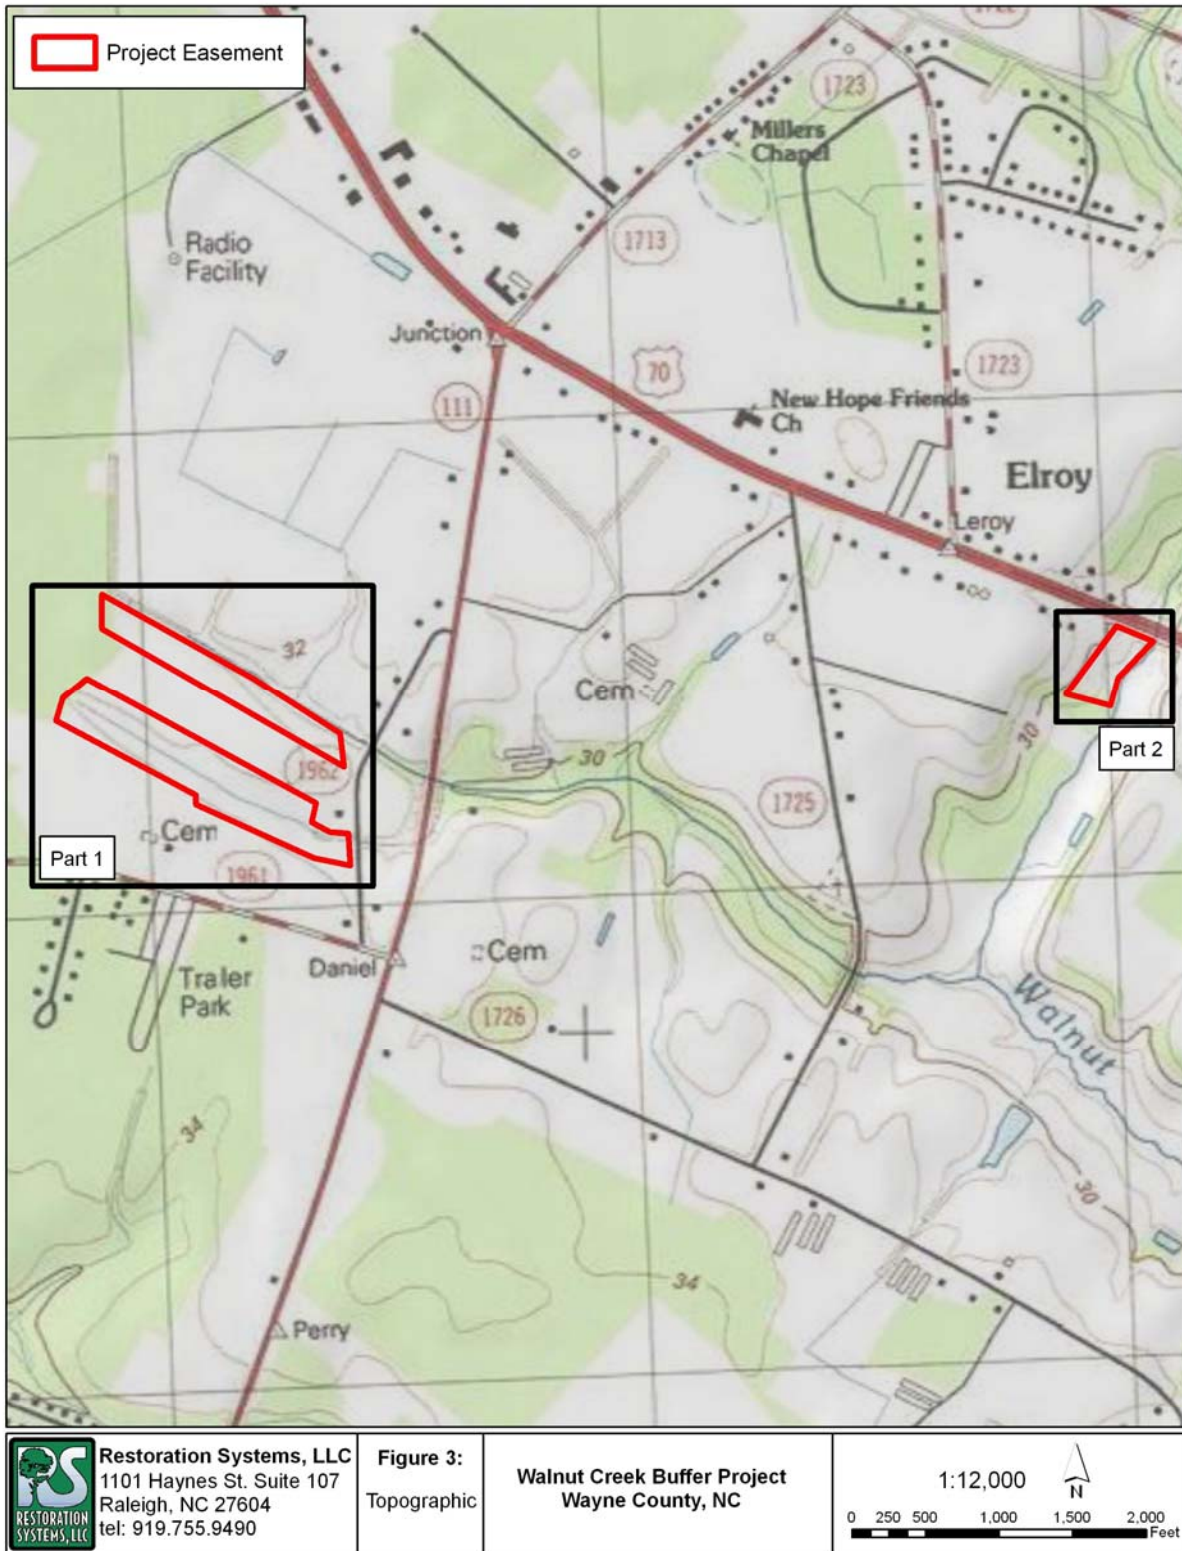 Project Easement
1723
Millers
Chapel
1713
Radio
Facility
Junction
70
1723
111
New Hope Friends
Ch
Elroy
Leroy
32
Cem
30
30
1962
Part 2
1725
Cem
Part 1
1961
Cem
Daniel
Trailer
Park
1726
Walnut
34
30
34
Perry
RS
RESTORATION
SYSTEMS, LLC
Restoration Systems, LLC
1101 Haynes St. Suite 107
Raleigh, NC 27604
tel: 919.755.9490
Figure 3:
Topographic
Walnut Creek Buffer Project
Wayne County, NC
1:12,000
N
0 250 500 1,000 1,500 2,000
Feet